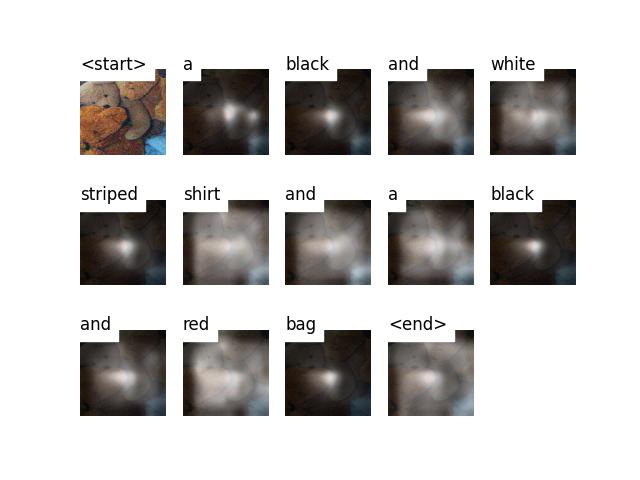 <start> a black and white
striped shirt and a black
and red bag <end>